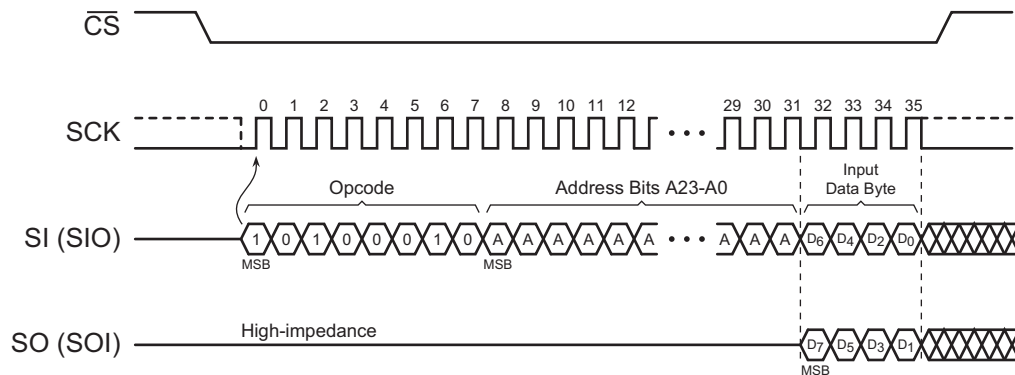 CS
0 1 2 3 4 5 6 7 8 9 10 11 12 29 30 31 32 33 34 35
SCK
Opcode Address Bits A23-A0 Input
Data Byte
SI (SIO) 1 0 1 0 0 0 1 0 A A A A A A A A A D6 D4 D2 D0
MSB MSB
High-impedance
SO (SOI) D7 D5 D3 D1
MSB